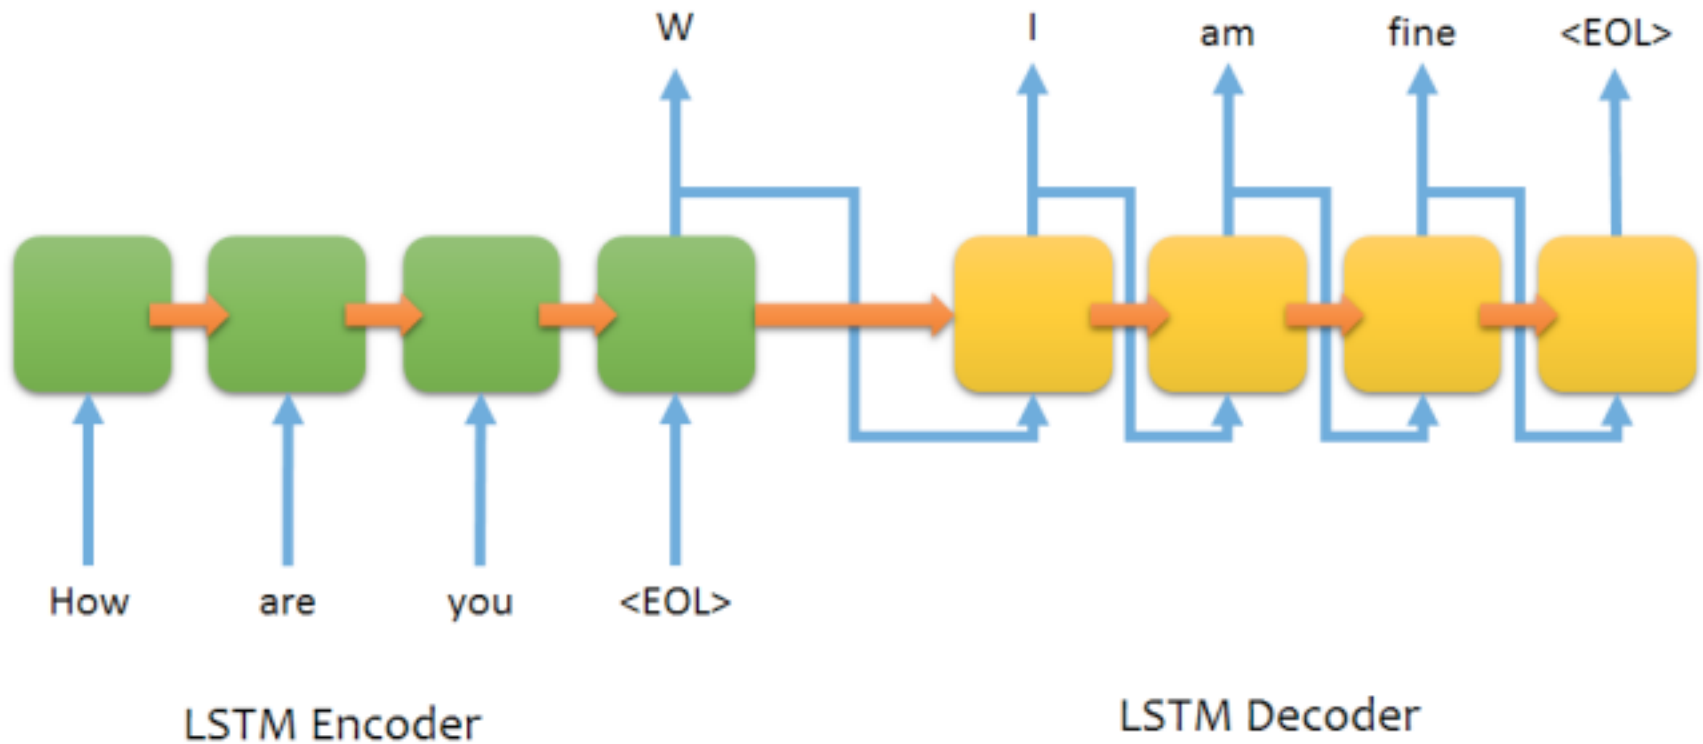 W I am fine <EOL>
How are you <EOL>
LSTM Encoder LSTM Decoder